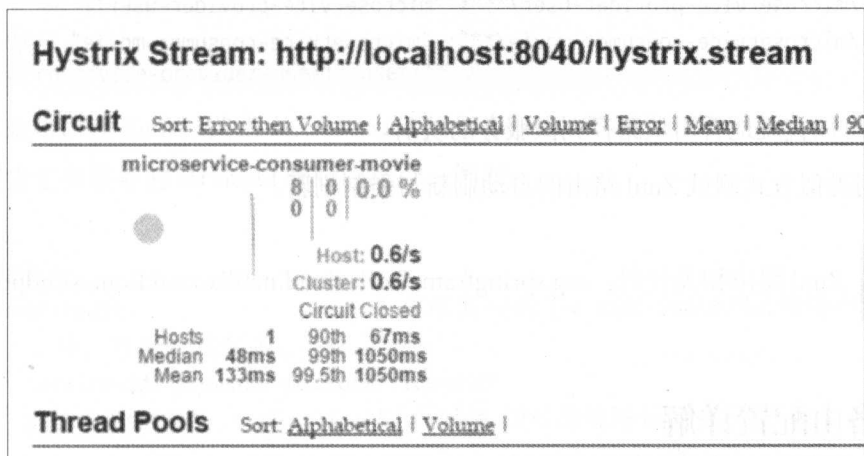 Hystrix Stream: http://localhost:8040/hystrix.stream
Circuit Sort: Error then Volume | Alphabetical | Volume | Error | Mean | Median | 90
microservice-consumer-movie
8 | 0 | 0.0 %
0 | 0 |
Host: 0.6/s
Cluster: 0.6/s
Circuit Closed
Hosts 1 90th 67ms
Median 48ms 99th 1050ms
Mean 133ms 99.5th 1050ms
Thread Pools Sort: Alphabetical | Volume |